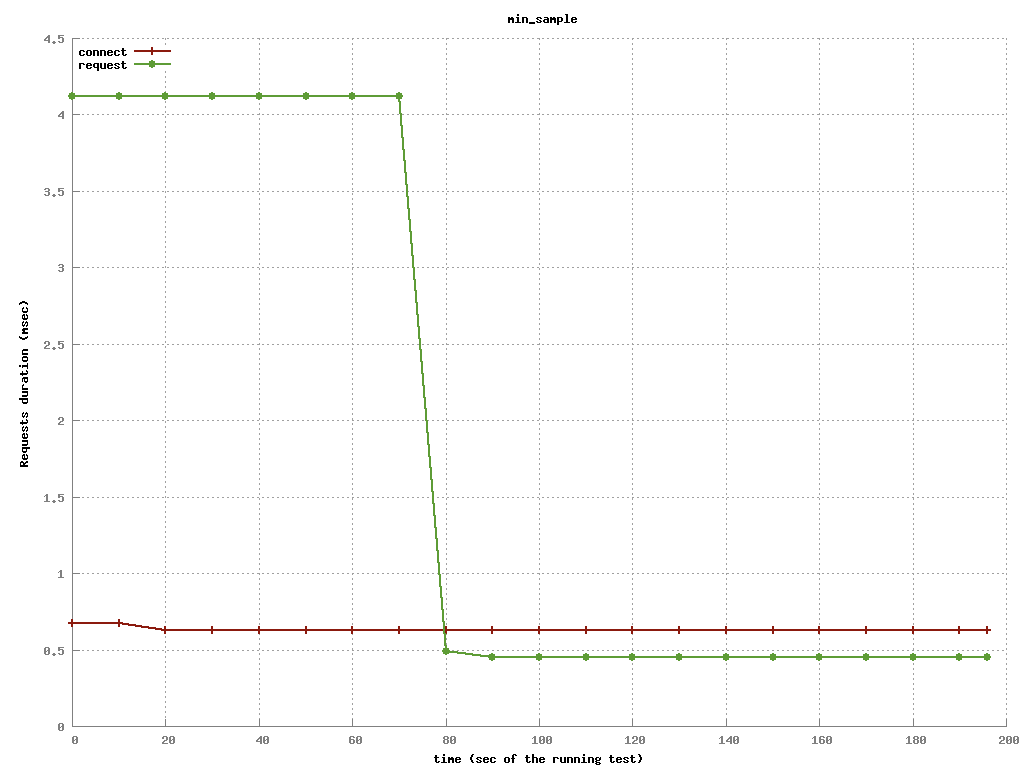 min_sample
connect
request
4.5
4
3.5
3
2.5
2
1.5
1
0.5
0
Requests duration (msec)
0 20 40 60 80 100 120 140 160 180 200
time (sec of the running test)